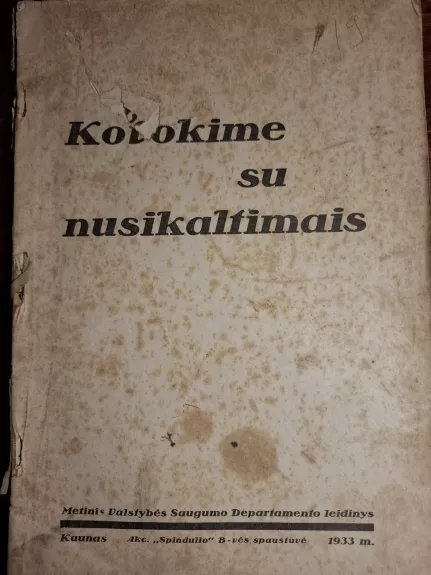 Kovokime
su
nusikaltimais
Metinis Valstybės Saugumo Departamento leidinys
Kaunas Akc. „Spindulio" B-vės spaustuvė 1933 m.